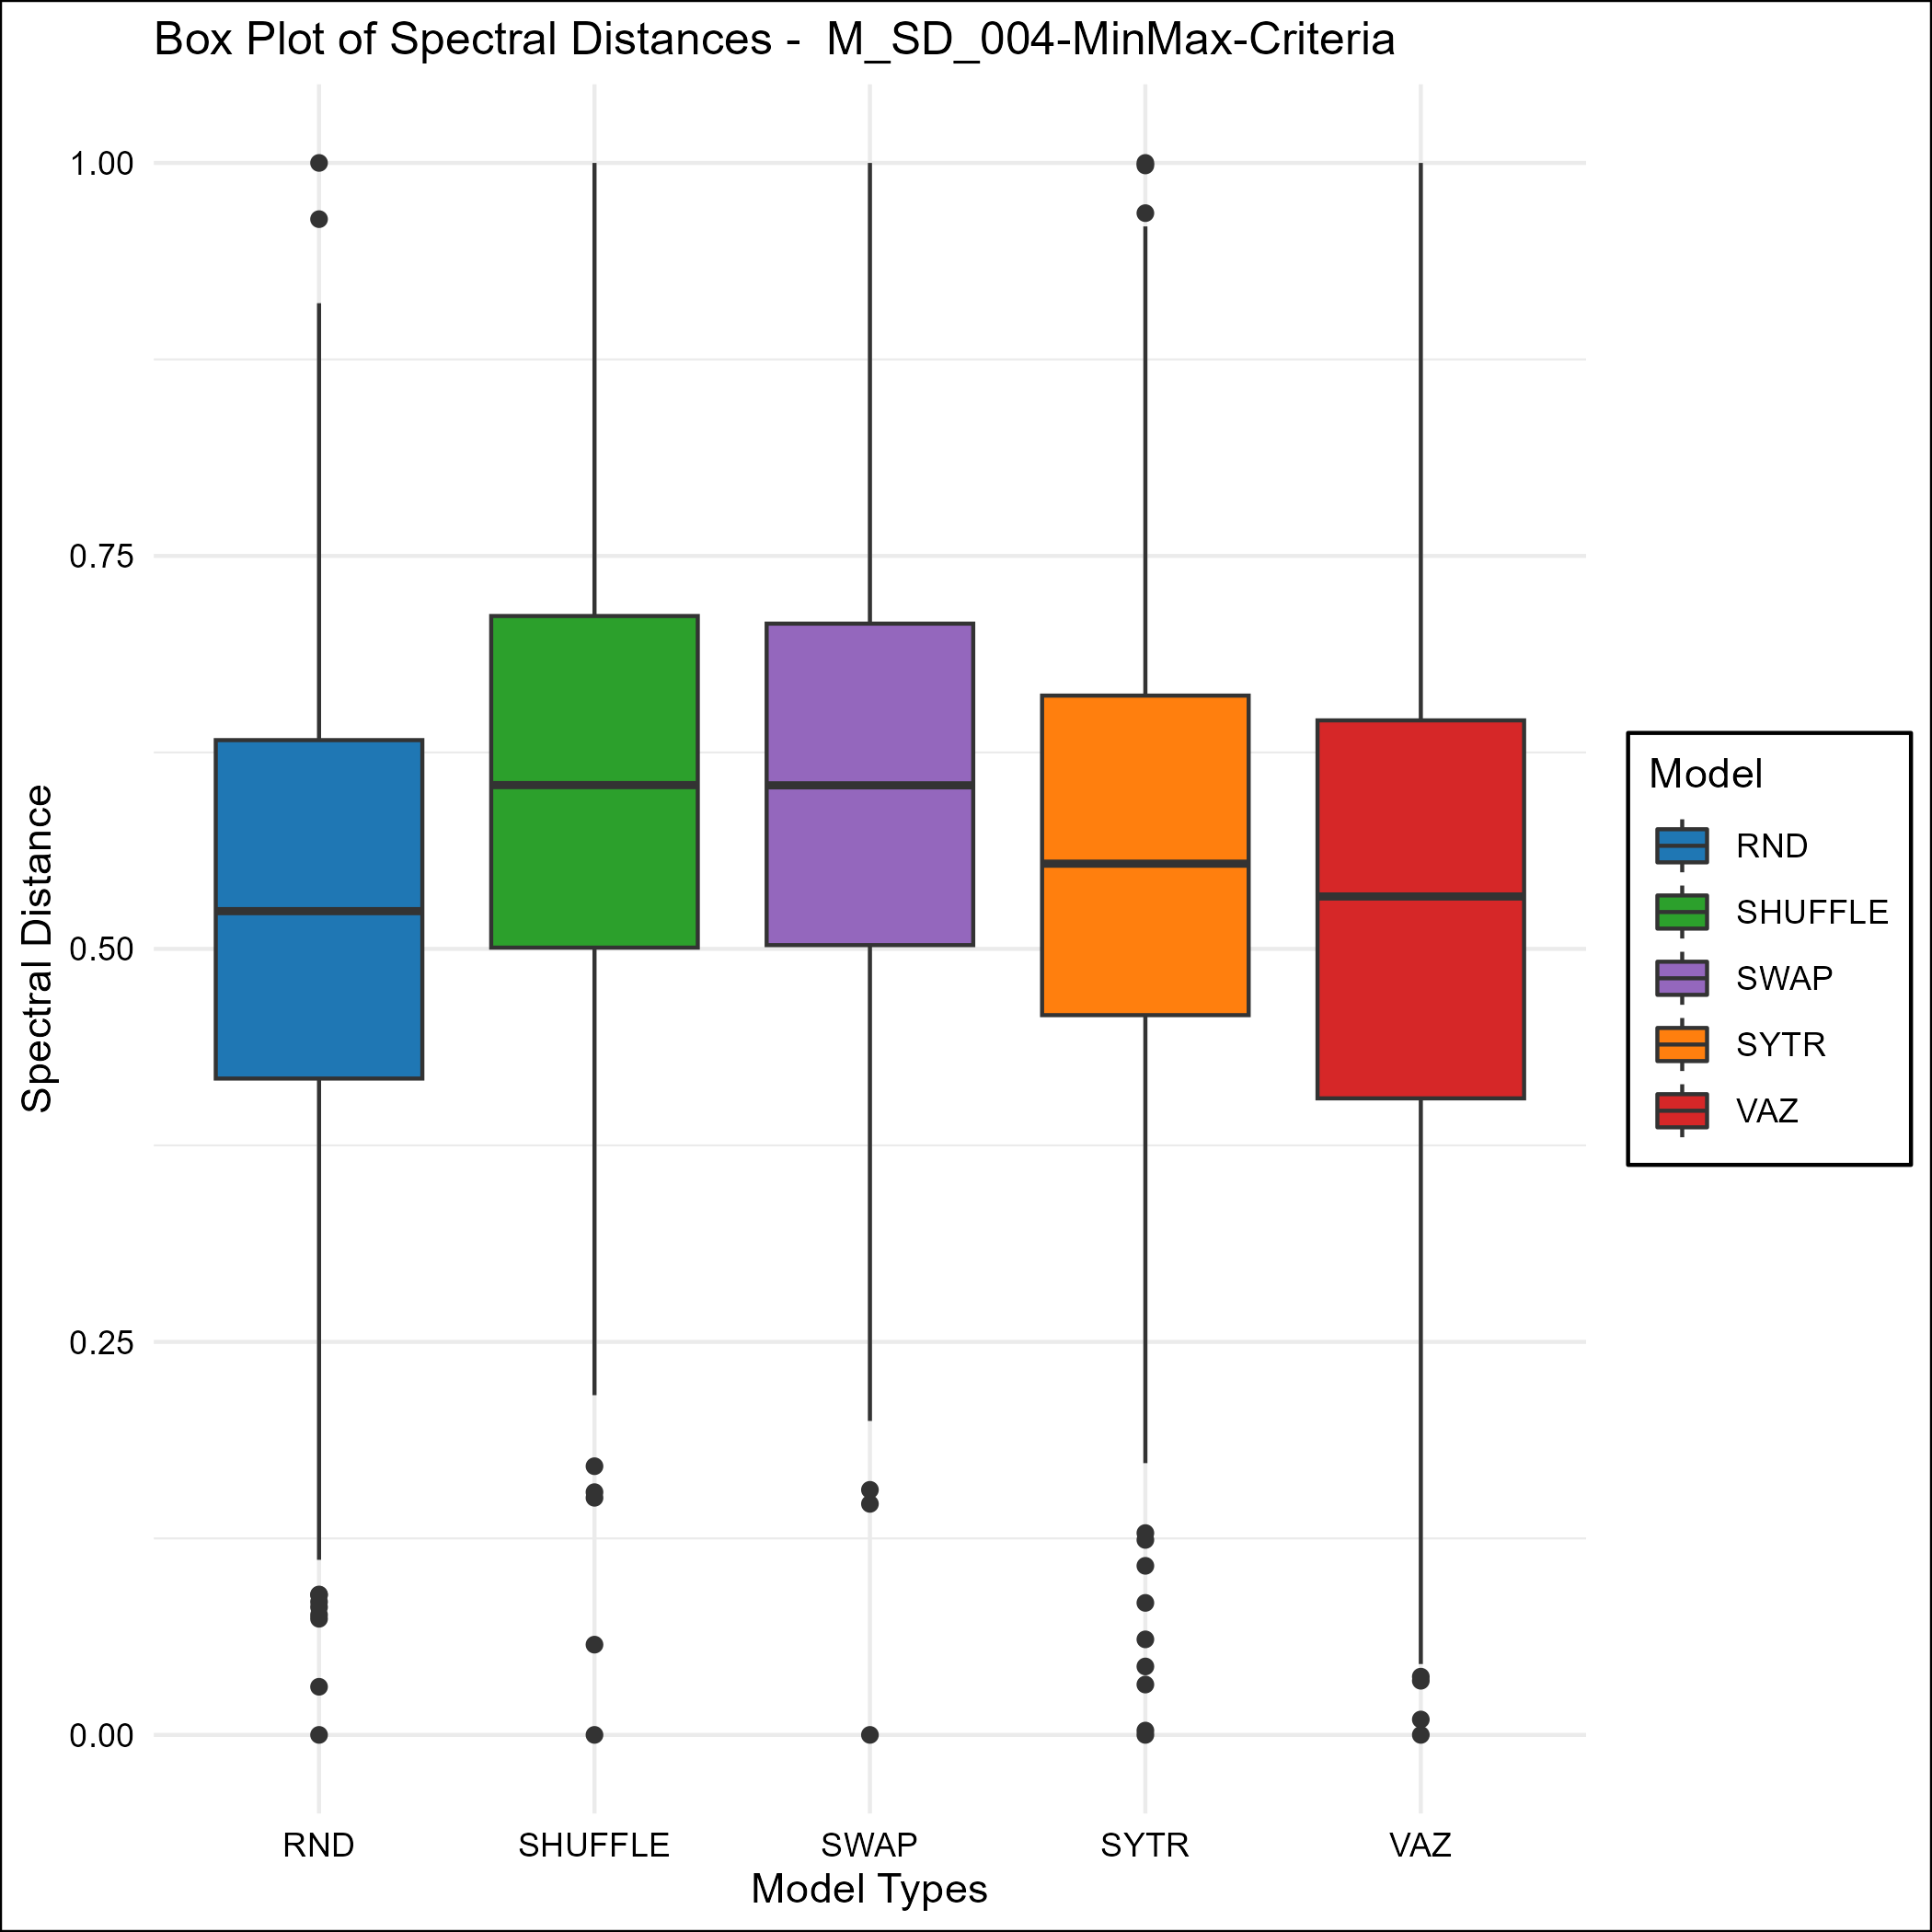 Box Plot of Spectral Distances -  M_SD_004-MinMax-Criteria
1.00
0.75
0.50
0.25
0.00
Spectral Distance
RND
SHUFFLE
SWAP
SYTR
VAZ
Model Types
Model
RND
SHUFFLE
SWAP
SYTR
VAZ